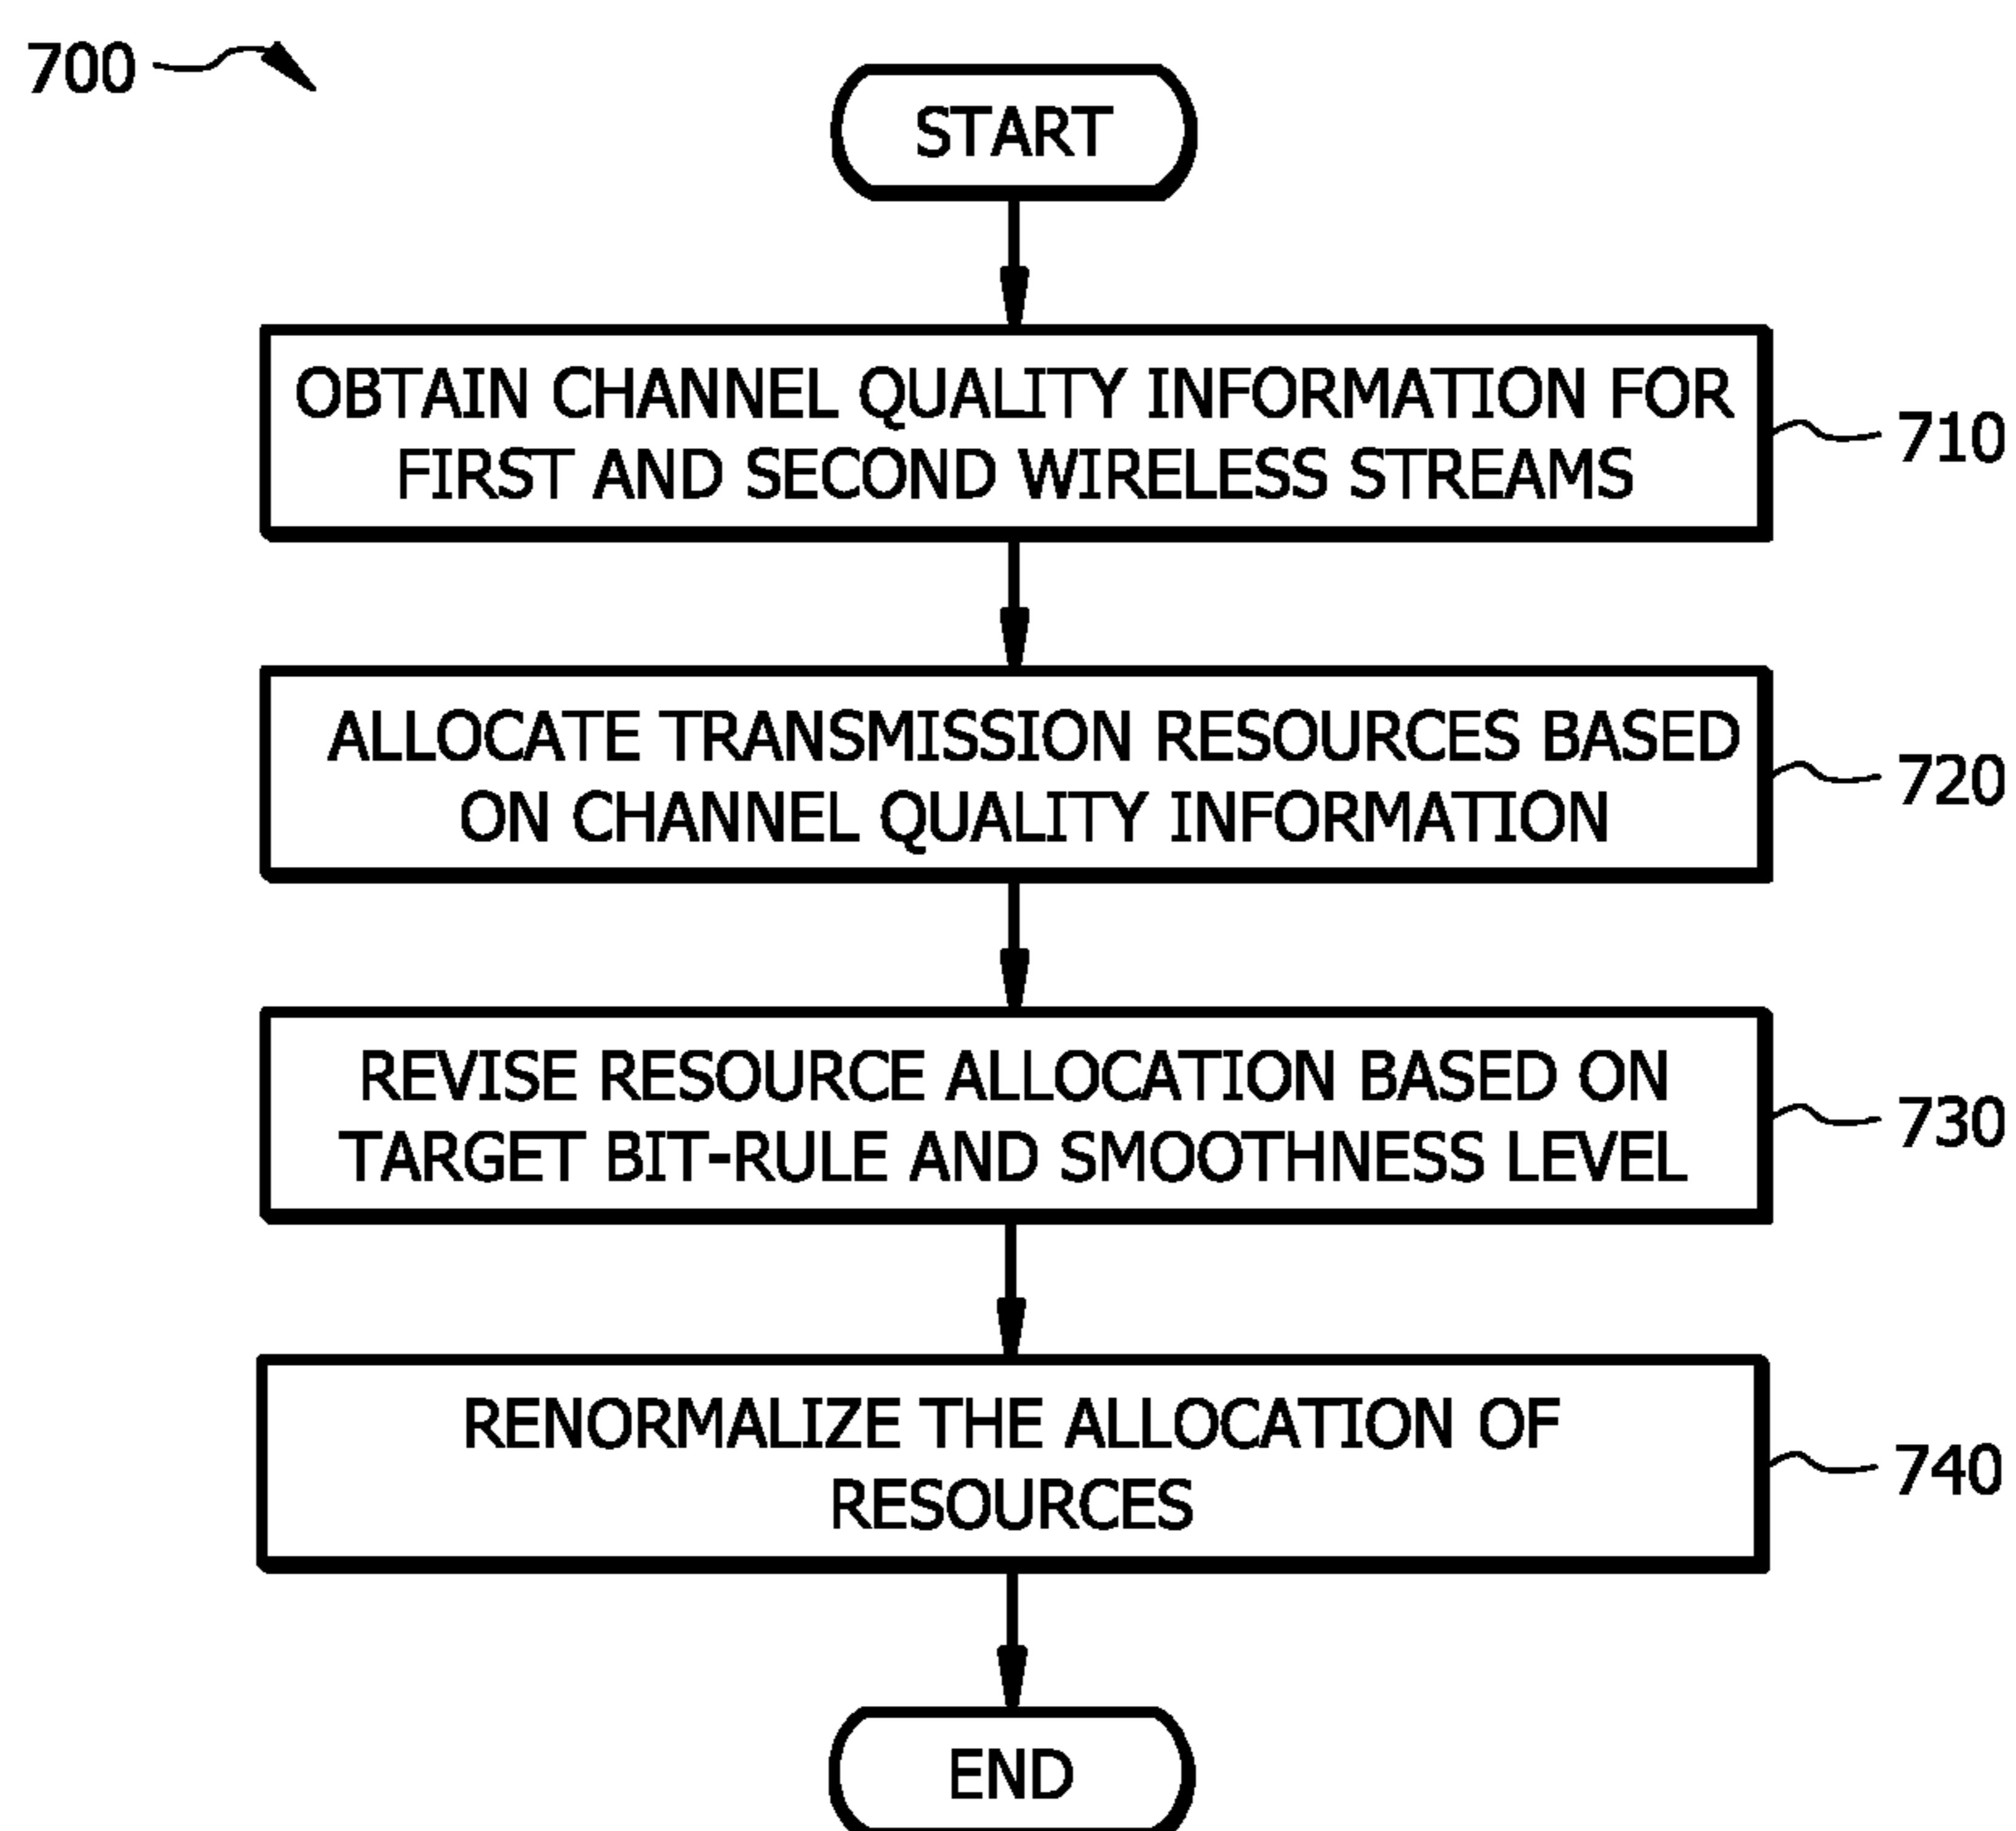 700
START
OBTAIN CHANNEL QUALITY INFORMATION FOR
FIRST AND SECOND WIRELESS STREAMS
710
ALLOCATE TRANSMISSION RESOURCES BASED
ON CHANNEL QUALITY INFORMATION
720
REVISE RESOURCE ALLOCATION BASED ON
TARGET BIT-RULE AND SMOOTHNESS LEVEL
730
RENORMALIZE THE ALLOCATION OF
RESOURCES
740
END